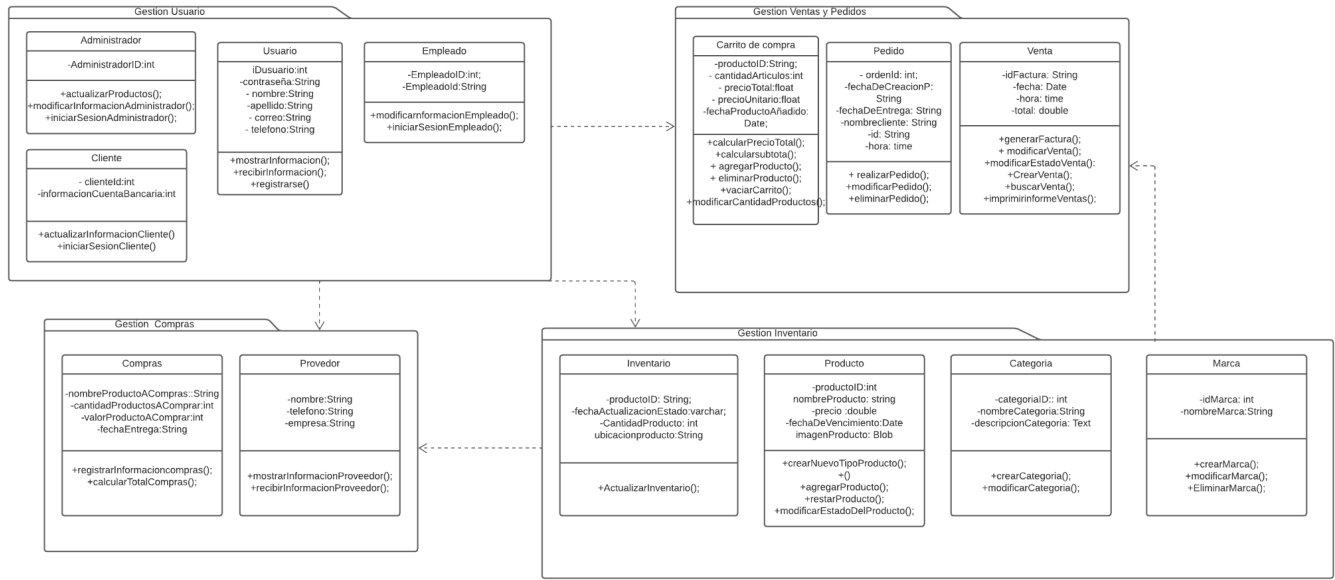 Gestion Usuario
Administrador
-AdministradorID:int
+actualizarProductos();
+modificarInformacionAdministrador();
+iniciarSesionAdministrador();
Usuario
iDusuario:int
-contraseña:String
- nombre:String
-apellido:String
- correo:String
- telefono:String
+mostrarInformacion();
+recibirInformacion();
+registrarse()
Empleado
-EmpleadoID:int;
-EmpleadoId:String
+modificarnformacionEmpleado();
+iniciarSesionEmpleado();
Cliente
- clienteId:int
-informacionCuentaBancaria:int
+actualizarInformacionCliente()
+iniciarSesionCliente()
Gestion Ventas y Pedidos
Carrito de compra
-productoID:String;
- cantidadArticulos:int
- precioTotal:float
- precioUnitario:float
-fechaProductoAñadido:
Date;
+calcularPrecioTotal();
+calcularsubtota();
+ agregarProducto();
+ eliminarProducto();
+vaciarCarrito();
+modificarCantidadProductos();
Pedido
- ordenId: int;
-fechaDeCreacionP:
String
-fechaDeEntrega: String
-nombrecliente: String
-id: String
-hora: time
+ realizarPedido();
+modificarPedido();
+eliminarPedido();
Venta
-idFactura: String
-fecha: Date
-hora: time
-total: double
+generarFactura();
+ modificarVenta();
+modificarEstadoVenta():
+CrearVenta();
+buscarVenta();
+imprimirinformeVentas();
Gestion  Compras
Compras
-nombreProductoACompras::String
-cantidadProductosAComprar:int
-valorProductoAComprar:int
-fechaEntrega:String
+registrarInformacioncompras();
+calcularTotalCompras();
Provedor
-nombre:String
-telefono:String
-empresa:String
+mostrarInformacionProveedor();
+recibirInformacionProveedor();
Gestion Inventario
Inventario
-productoID: String;
-fechaActualizacionEstado:varchar;
-CantidadProducto: int
ubicacionproducto:String
+ActualizarInventario();
Producto
-productoID:int
nombreProducto: string
-precio :double
-fechaDeVencimiento:Date
imagenProducto: Blob
+crearNuevoTipoProducto();
+()
+agregarProducto();
+restarProducto();
+modificarEstadoDelProducto();
Categoria
-categoriaID:: int
-nombreCategoria:String
-descripcionCategoria: Text
+crearCategoria();
+modificarCategoria();
Marca
-idMarca: int
-nombreMarca:String
+crearMarca();
+modificarMarca();
+EliminarMarca();